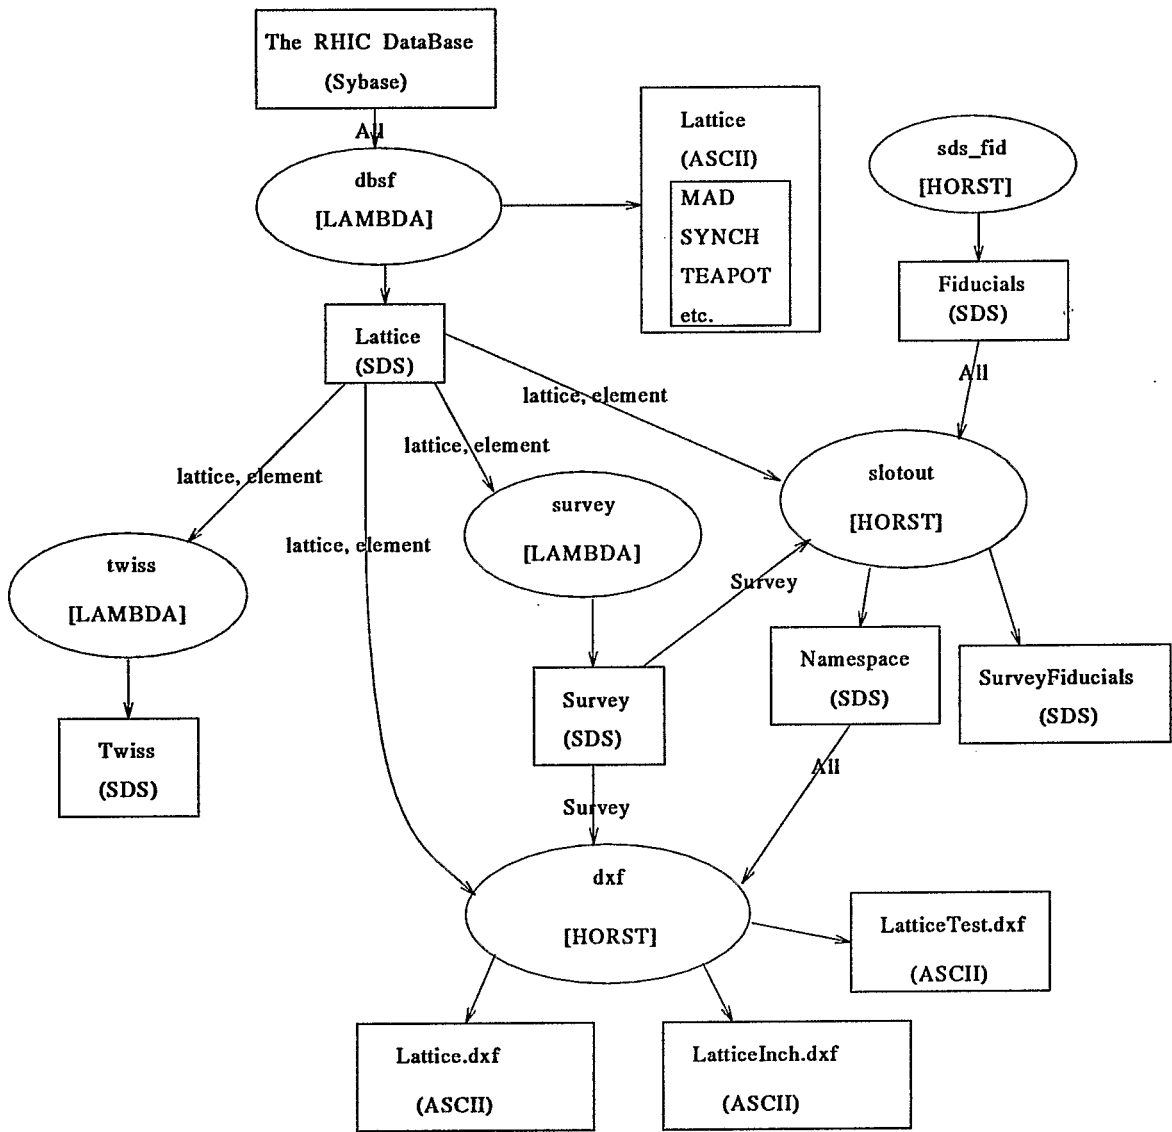 The RHIC DataBase
(Sybase)
All
dbsf
[LAMBDA]
Lattice
(ASCII)
MAD
SYNCH
TEAPOT
etc.
sds_fid
[HORST]
Fiducials
(SDS)
All
Lattice
(SDS)
lattice, element
lattice, element
lattice, element
lattice, element
slotout
[HORST]
survey
[LAMBDA]
twiss
[LAMBDA]
Survey
Namespace
(SDS)
SurveyFiducials
(SDS)
Survey
(SDS)
Twiss
(SDS)
All
Survey
dxf
[HORST]
LatticeTest.dxf
(ASCII)
Lattice.dxf
(ASCII)
LatticeInch.dxf
(ASCII)